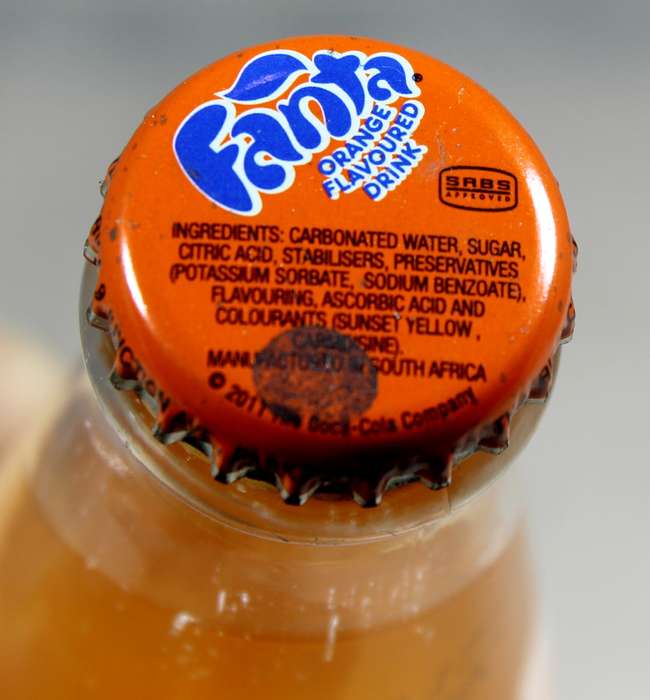 Fanta
ORANGE
FLAVOURED
DRINK
SABS
APPROVED
INGREDIENTS: CARBONATED WATER, SUGAR,
CITRIC ACID, STABILISERS, PRESERVATIVES
(POTASSIUM SORBATE, SODIUM BENZOATE),
FLAVOURING, ASCORBIC ACID AND
COLOURANTS (SUNSET YELLOW ,
MANUFACTURED IN SOUTH AFRICA
© 2011 The Coca-Cola Company